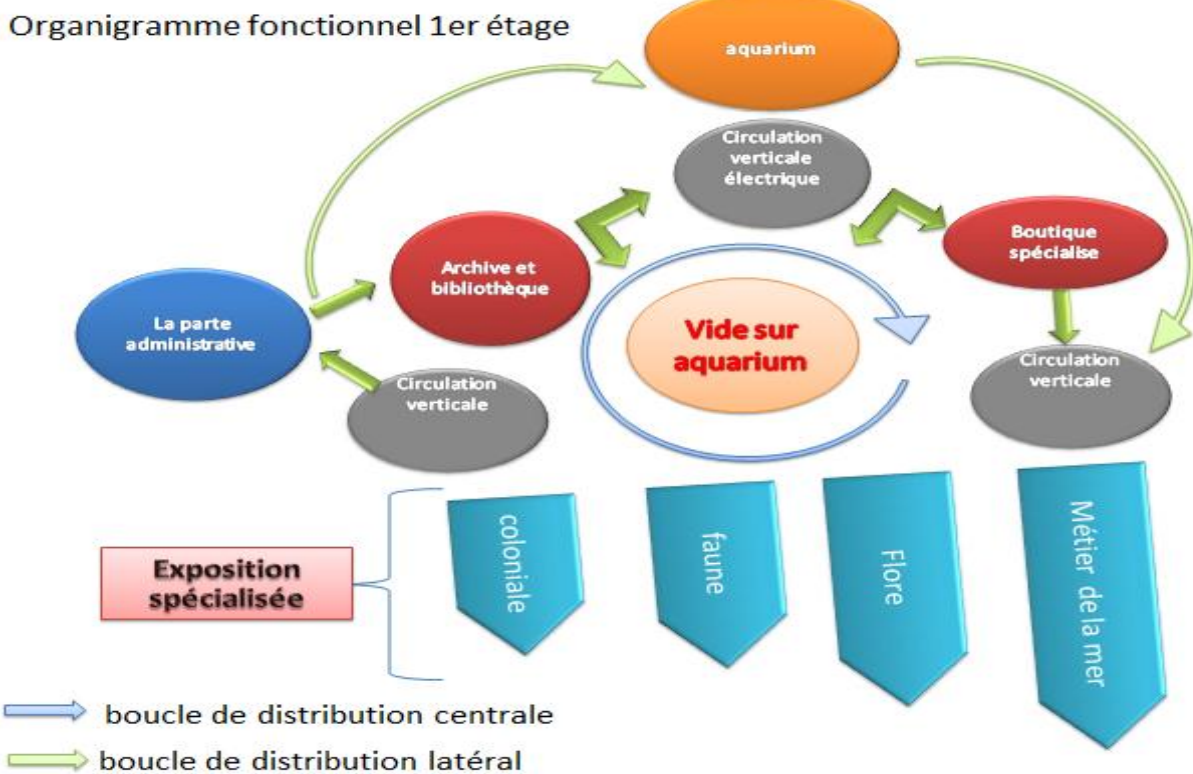 Organigramme fonctionnel 1er étage
aquarium
Circulation
verticale
électrique
Boutique
spécialise
Archive et
bibliothèque
La parte
administrative
Vide sur
aquarium
Circulation
verticale
Circulation
verticale
Exposition
spécialisée
coloniale
faune
Flore
Métier de la mer
boucle de distribution centrale
boucle de distribution latéral